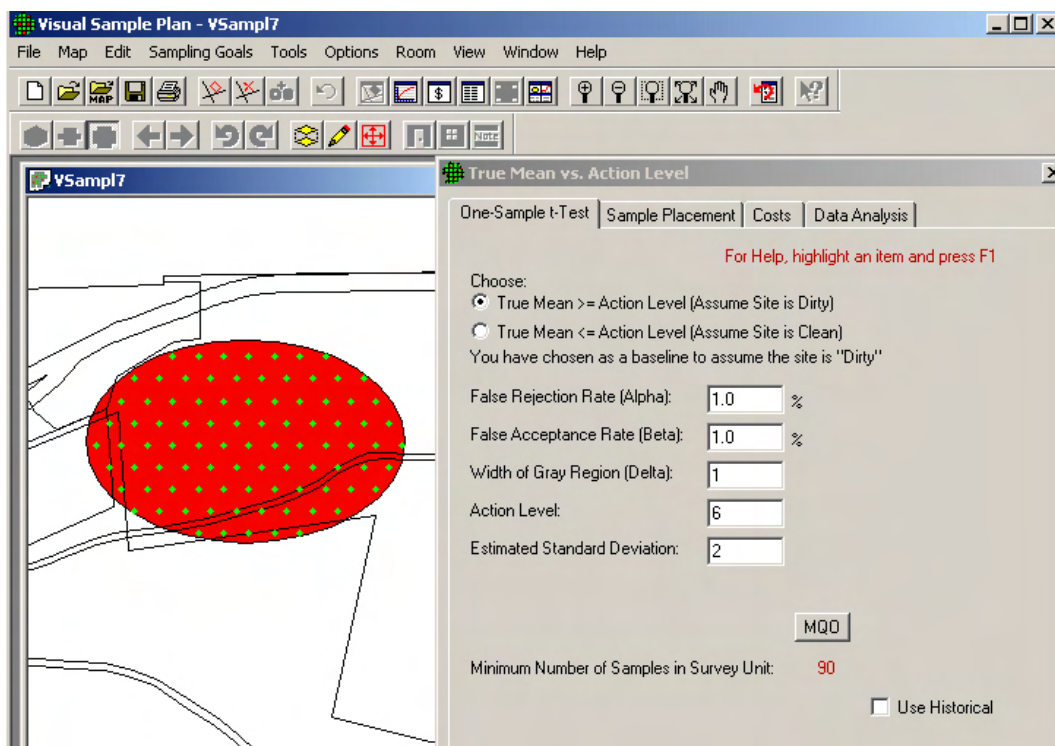 Visual Sample Plan - VSampl7
File Map Edit Sampling Goals Tools Options Room View Window Help
MAP
$
Note
VSampl7
True Mean vs. Action Level
One-Sample t-Test Sample Placement Costs Data Analysis
For Help, highlight an item and press F1
Choose:
True Mean >= Action Level (Assume Site is Dirty)
True Mean <= Action Level (Assume Site is Clean)
You have chosen as a baseline to assume the site is "Dirty"
False Rejection Rate (Alpha): 1.0 %
False Acceptance Rate (Beta): 1.0 %
Width of Gray Region (Delta): 1
Action Level: 6
Estimated Standard Deviation: 2
MQO
Minimum Number of Samples in Survey Unit: 90
Use Historical